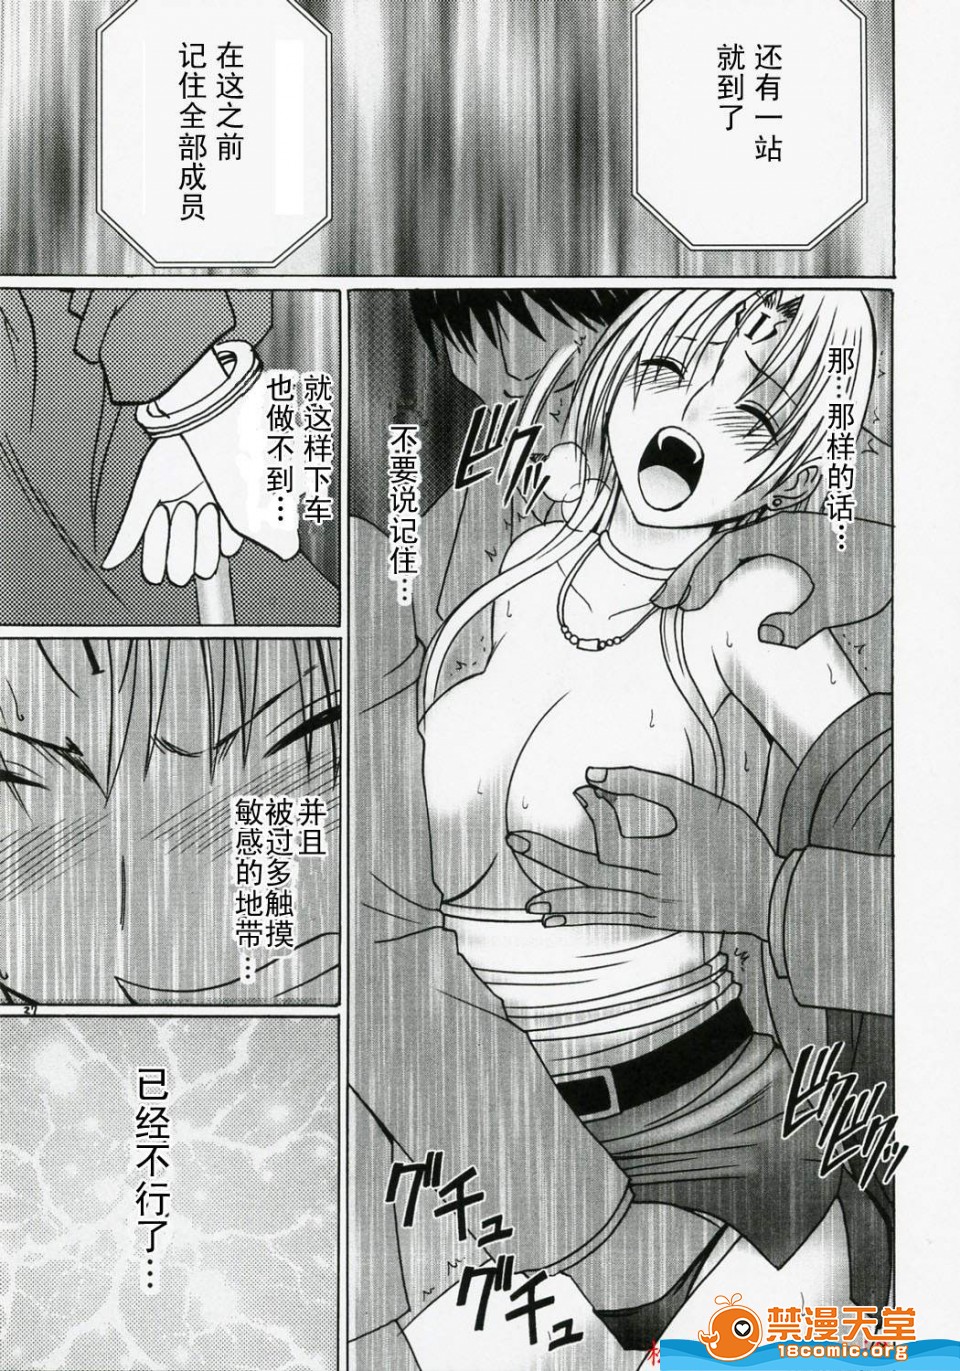 还有一站
就到了
在这之前
记住全部成员
那…那样的话…
ビクッ
不要说记住…
就这样下车
也做不到…
并且
被过多触摸
敏感的地带…
ビクビクッ
グチュ
グチュ
27
已经不行了…
禁漫天堂
18comic.org